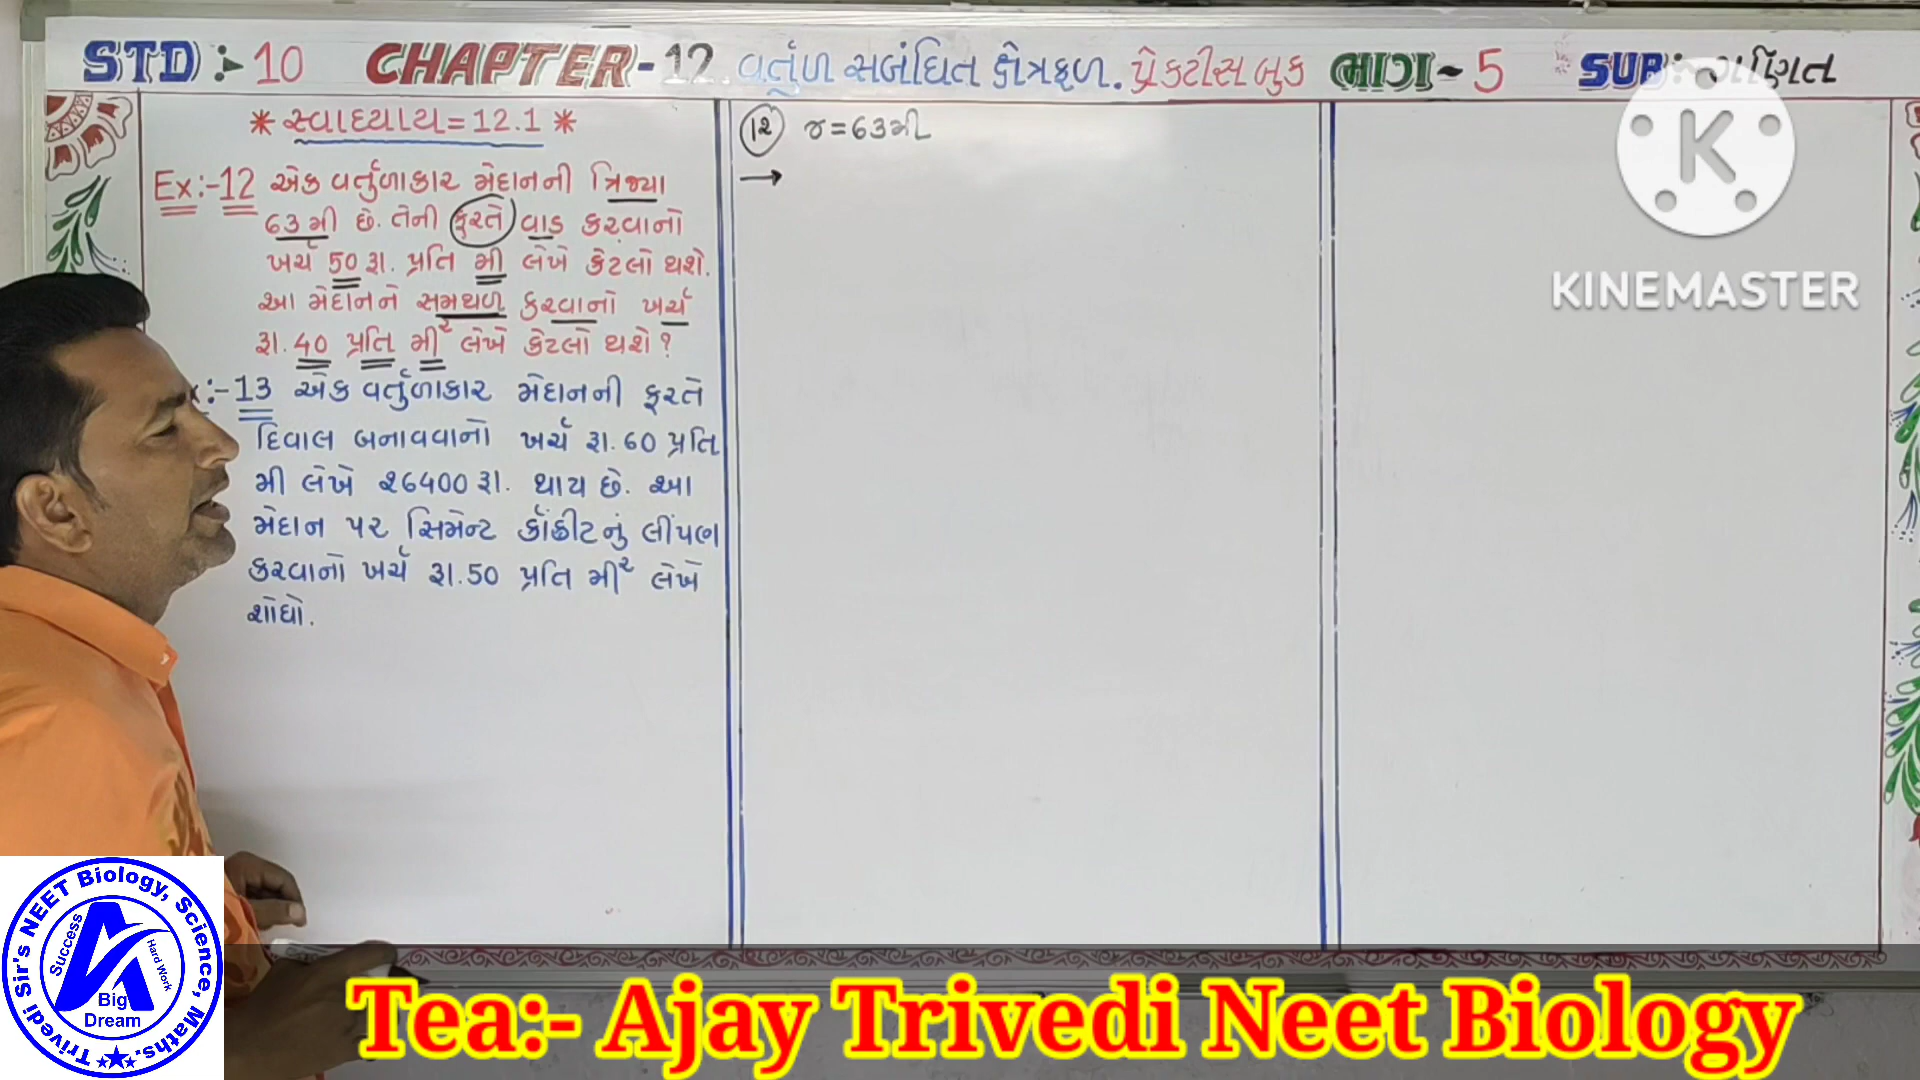 STD :- 10 CHAPTER-12 વર્તુળ સબંધિત ક્ષેત્રફળ. પ્રેક્ટીસ બુક ભાગ - 5 SUB:- ગણિત
* સ્વાધ્યાય = 12.1 *
Ex:-12 એક વર્તુળાકાર મેદાનની ત્રિજ્યા
63 મી છે. તેની ફરતે વાડ કરવાનો
ખર્ચ 50 રૂા. પ્રતિ મી લેખે કેટલો થશે.
આ મેદાનને સમથળ કરવાનો ખર્ચ
રૂા. 40 પ્રતિ મી² લેખે કેટલો થશે ?
x:-13 એક વર્તુળાકાર મેદાનની ફરતે
દિવાલ બનાવવાનો ખર્ચ રૂા. 60 પ્રતિ
મી લેખે 26400 રૂા. થાય છે. આ
મેદાન પર સિમેન્ટ કોંક્રીટનું લીંપણ
કરવાનો ખર્ચ રૂા. 50 પ્રતિ મી² લેખે
શોધો.
12 r = 63 મી
→
KINEMASTER
Trivedi Sir's NEET Biology, Science, Maths.
Success
Hard Work
Big
Dream
Tea:- Ajay Trivedi Neet Biology